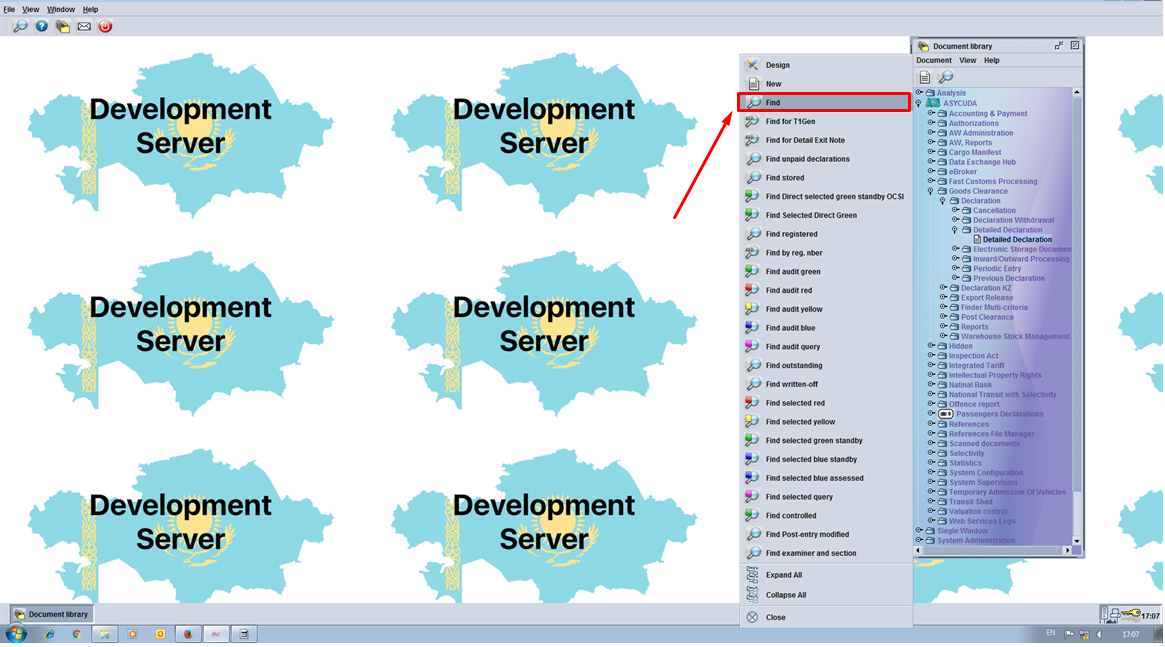 File View Window Help
Development
Server
Development
Server
Development
Server
Development
Server
Development
Server
Development
Server
Design
New
Find
Find for T1Gen
Find for Detail Exit Note
Find unpaid declarations
Find stored
Find Direct selected green standby OCSI
Find Selected Direct Green
Find registered
Find by reg. nber
Find audit green
Find audit red
Find audit yellow
Find audit blue
Find audit query
Find outstanding
Find written-off
Find selected red
Find selected yellow
Find selected green standby
Find selected blue standby
Find selected blue assessed
Find selected query
Find controlled
Find Post-entry modified
Find examiner and section
Expand All
Collapse All
Close
Document library
Document View Help
Analysis
ASYCUDA
Accounting & Payment
Authorizations
AW Administration
AW, Reports
Cargo Manifest
Data Exchange Hub
eBroker
Fast Customs Processing
Goods Clearance
Declaration
Cancellation
Declaration Withdrawal
Detailed Declaration
Detailed Declaration
Electronic Storage Documen
Inward/Outward Processing
Periodic Entry
Previous Declaration
Declaration KZ
Export Release
Finder Multi-criteria
Post Clearance
Reports
Warehouse Stock Management
Hidden
Inspection Act
Integrated Tariff
Intellectual Property Rights
Natinal Bank
National Transit with Selectivity
Offence report
Passengers Declarations
References
References File Manager
Scanned documents
Selectivity
Statistics
System Configuration
System Supervision
Temporary Admission Of Vehicles
Transit Shed
Valuation control
Web Services Logs
Single Window
System Administration
Document library
17:07
EN
17:07